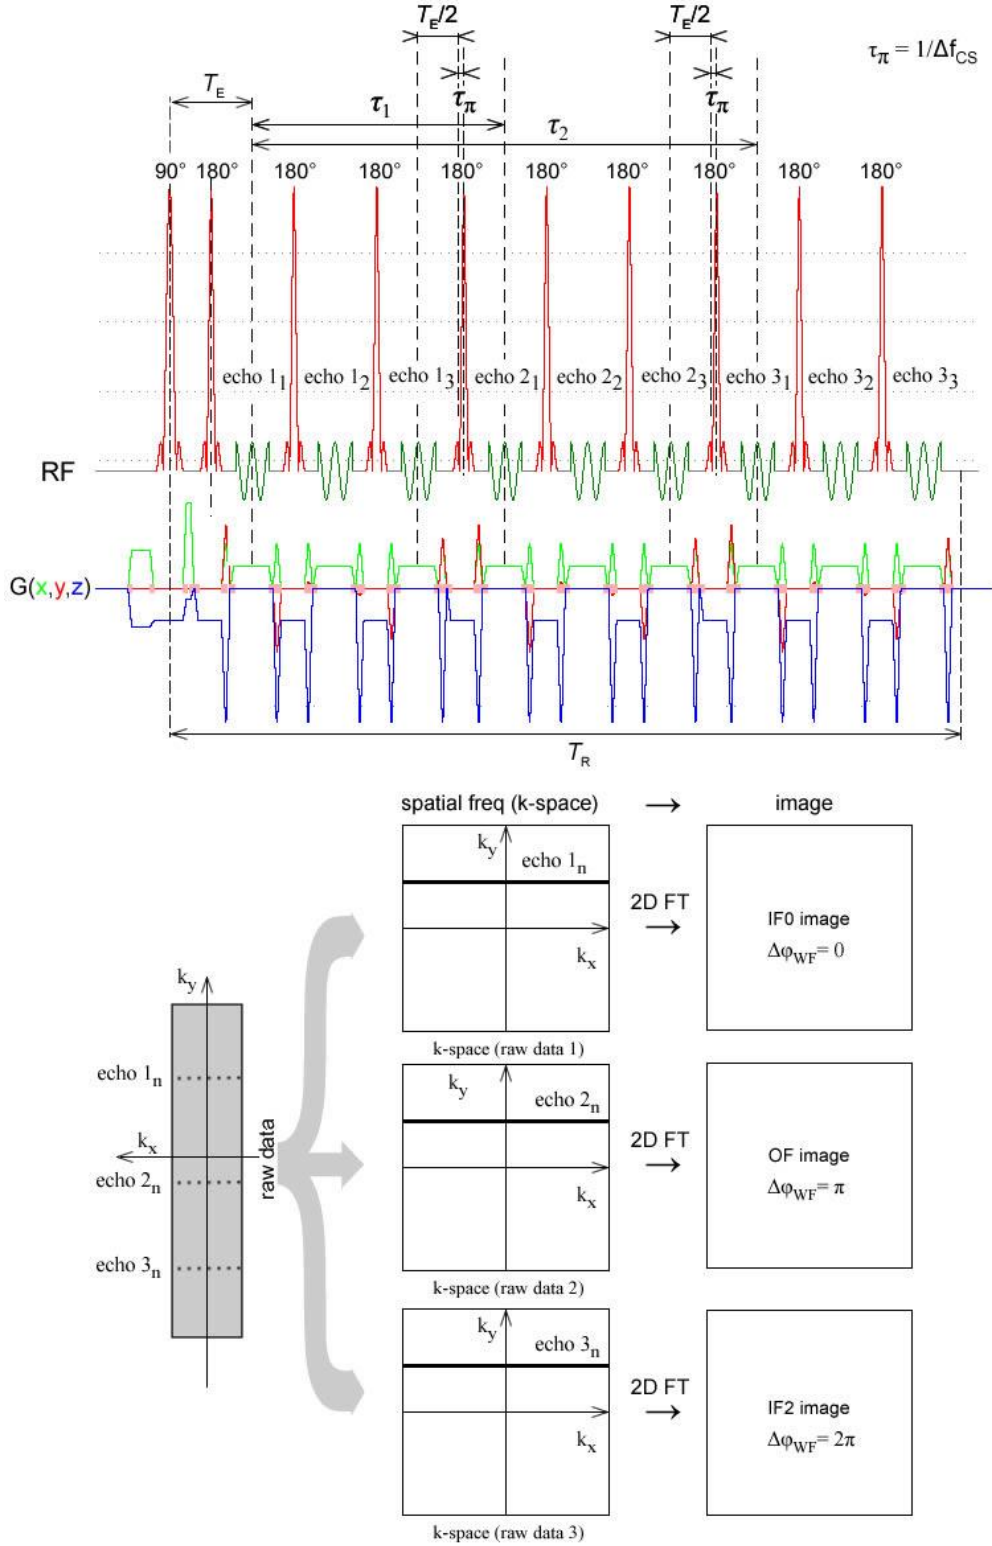 T_E/2 T_E/2
τ_π = 1/Δf_CS
T_E
τ_1 τ_π τ_2 τ_π
90° 180° 180° 180° 180° 180° 180° 180° 180° 180°
echo 1_1 echo 1_2 echo 1_3 echo 2_1 echo 2_2 echo 2_3 echo 3_1 echo 3_2 echo 3_3
RF
G(x,y,z)
T_R
spatial freq (k-space) → image
k_y echo 1_n
2D FT →
k_x
IF0 image
Δφ_WF= 0
k-space (raw data 1)
k_y
echo 1_n
k_x
echo 2_n
echo 3_n
raw data
k_y echo 2_n
2D FT →
k_x
OF image
Δφ_WF= π
k-space (raw data 2)
k_y echo 3_n
2D FT →
k_x
IF2 image
Δφ_WF= 2π
k-space (raw data 3)